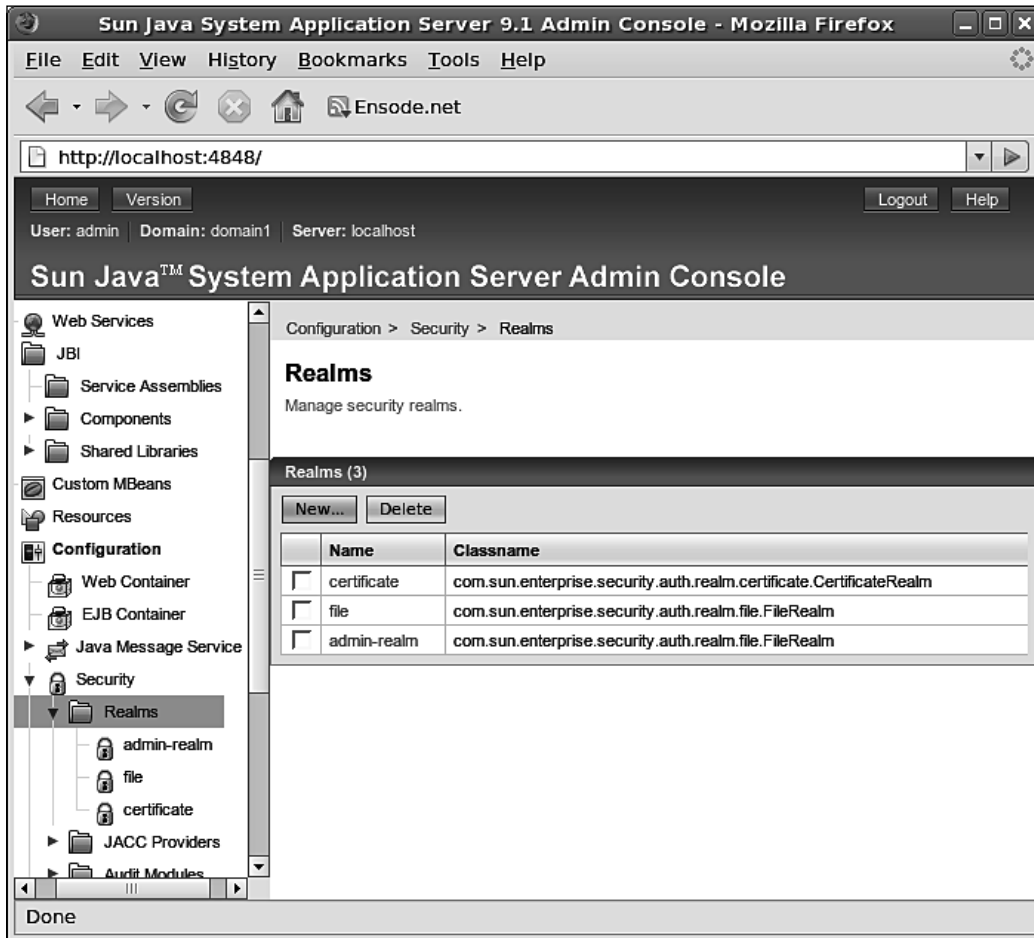 Sun Java System Application Server 9.1 Admin Console - Mozilla Firefox
File Edit View History Bookmarks Tools Help
Ensode.net
http://localhost:4848/
Home Version Logout Help
User: admin Domain: domain1 Server: localhost
Sun Java™ System Application Server Admin Console
Web Services
JBI
Service Assemblies
Components
Shared Libraries
Custom MBeans
Resources
Configuration
Web Container
EJB Container
Java Message Service
Security
Realms
admin-realm
file
certificate
JACC Providers
Audit Modules
Configuration > Security > Realms
Realms
Manage security realms.
Realms (3)
New... Delete
Name Classname
certificate com.sun.enterprise.security.auth.realm.certificate.CertificateRealm
file com.sun.enterprise.security.auth.realm.file.FileRealm
admin-realm com.sun.enterprise.security.auth.realm.file.FileRealm
Done